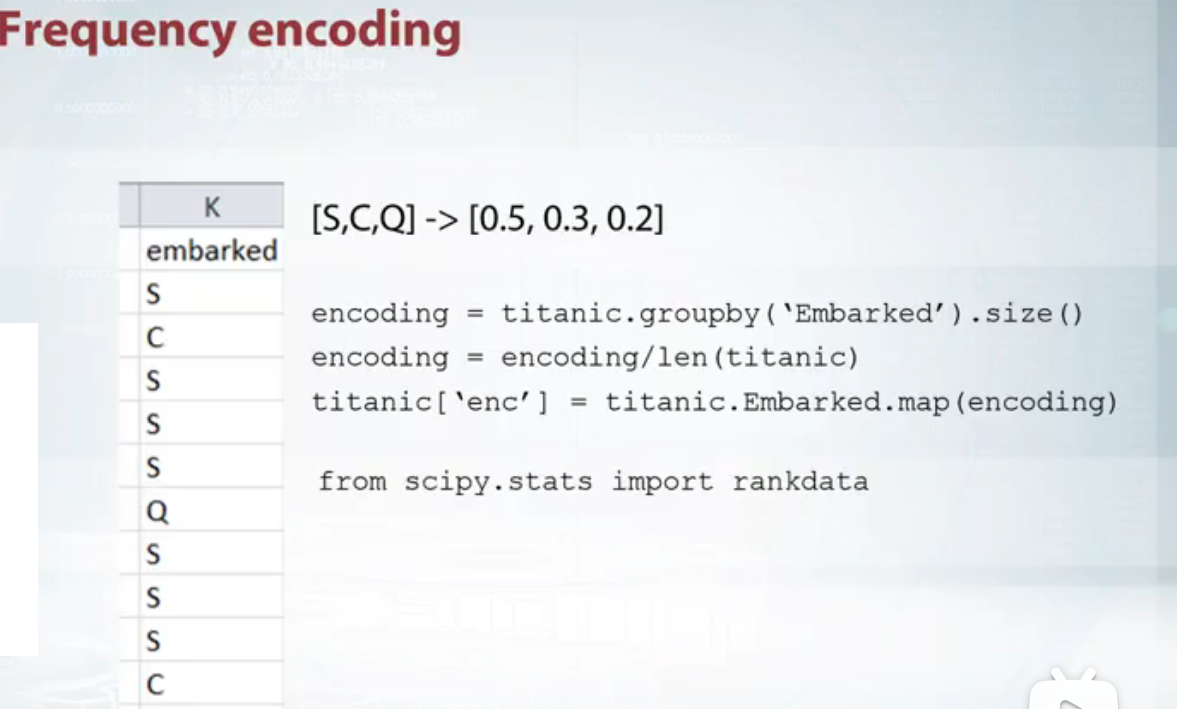 Frequency encoding
K
embarked
S
C
S
S
S
Q
S
S
S
C
[S,C,Q] -> [0.5, 0.3, 0.2]
encoding = titanic.groupby(‘Embarked’).size()
encoding = encoding/len(titanic)
titanic[‘enc’] = titanic.Embarked.map(encoding)
from scipy.stats import rankdata